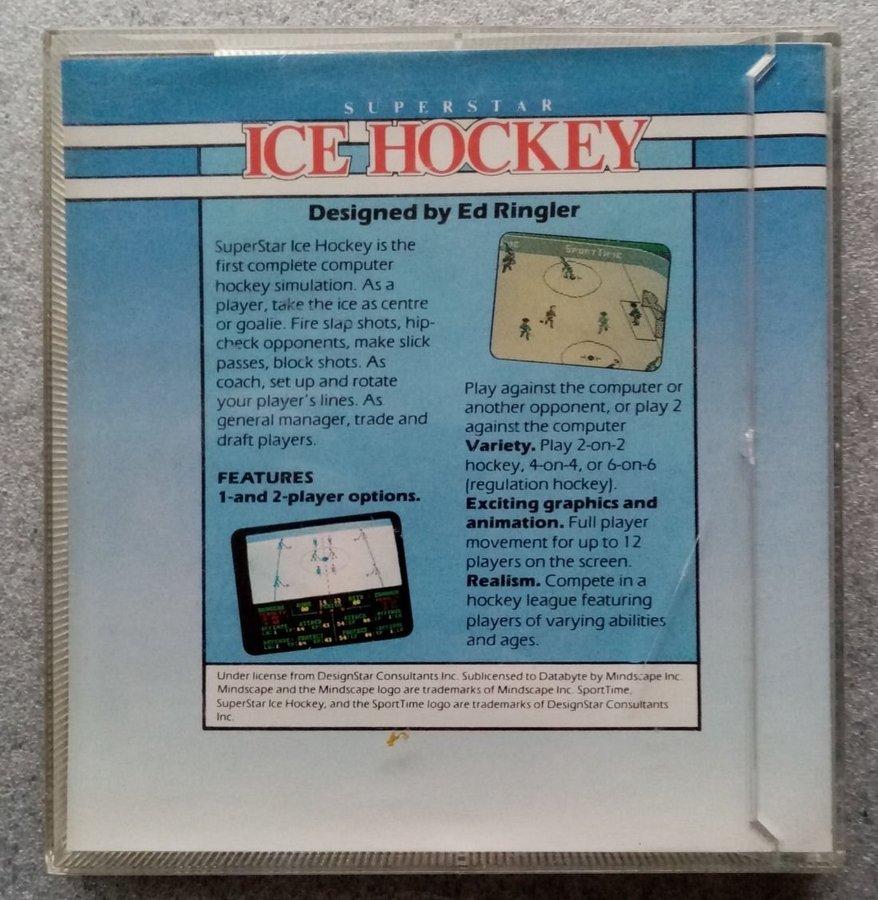 SUPERSTAR
ICE HOCKEY
Designed by Ed Ringler
SuperStar Ice Hockey is the
first complete computer
hockey simulation. As a
player, take the ice as centre
or goalie. Fire slap shots, hip-
check opponents, make slick
passes, block shots. As
coach, set up and rotate
your player's lines. As
general manager, trade and
draft players.
FEATURES
1-and 2-player options.
SPORTTIME
Play against the computer or
another opponent, or play 2
against the computer
Variety. Play 2-on-2
hockey, 4-on-4, or 6-on-6
(regulation hockey).
Exciting graphics and
animation. Full player
movement for up to 12
players on the screen.
Realism. Compete in a
hockey league featuring
players of varying abilities
and ages.
Under license from DesignStar Consultants Inc. Sublicensed to Databyte by Mindscape Inc.
Mindscape and the Mindscape logo are trademarks of Mindscape Inc. SportTime,
SuperStar Ice Hockey, and the SportTime logo are trademarks of DesignStar Consultants
Inc.